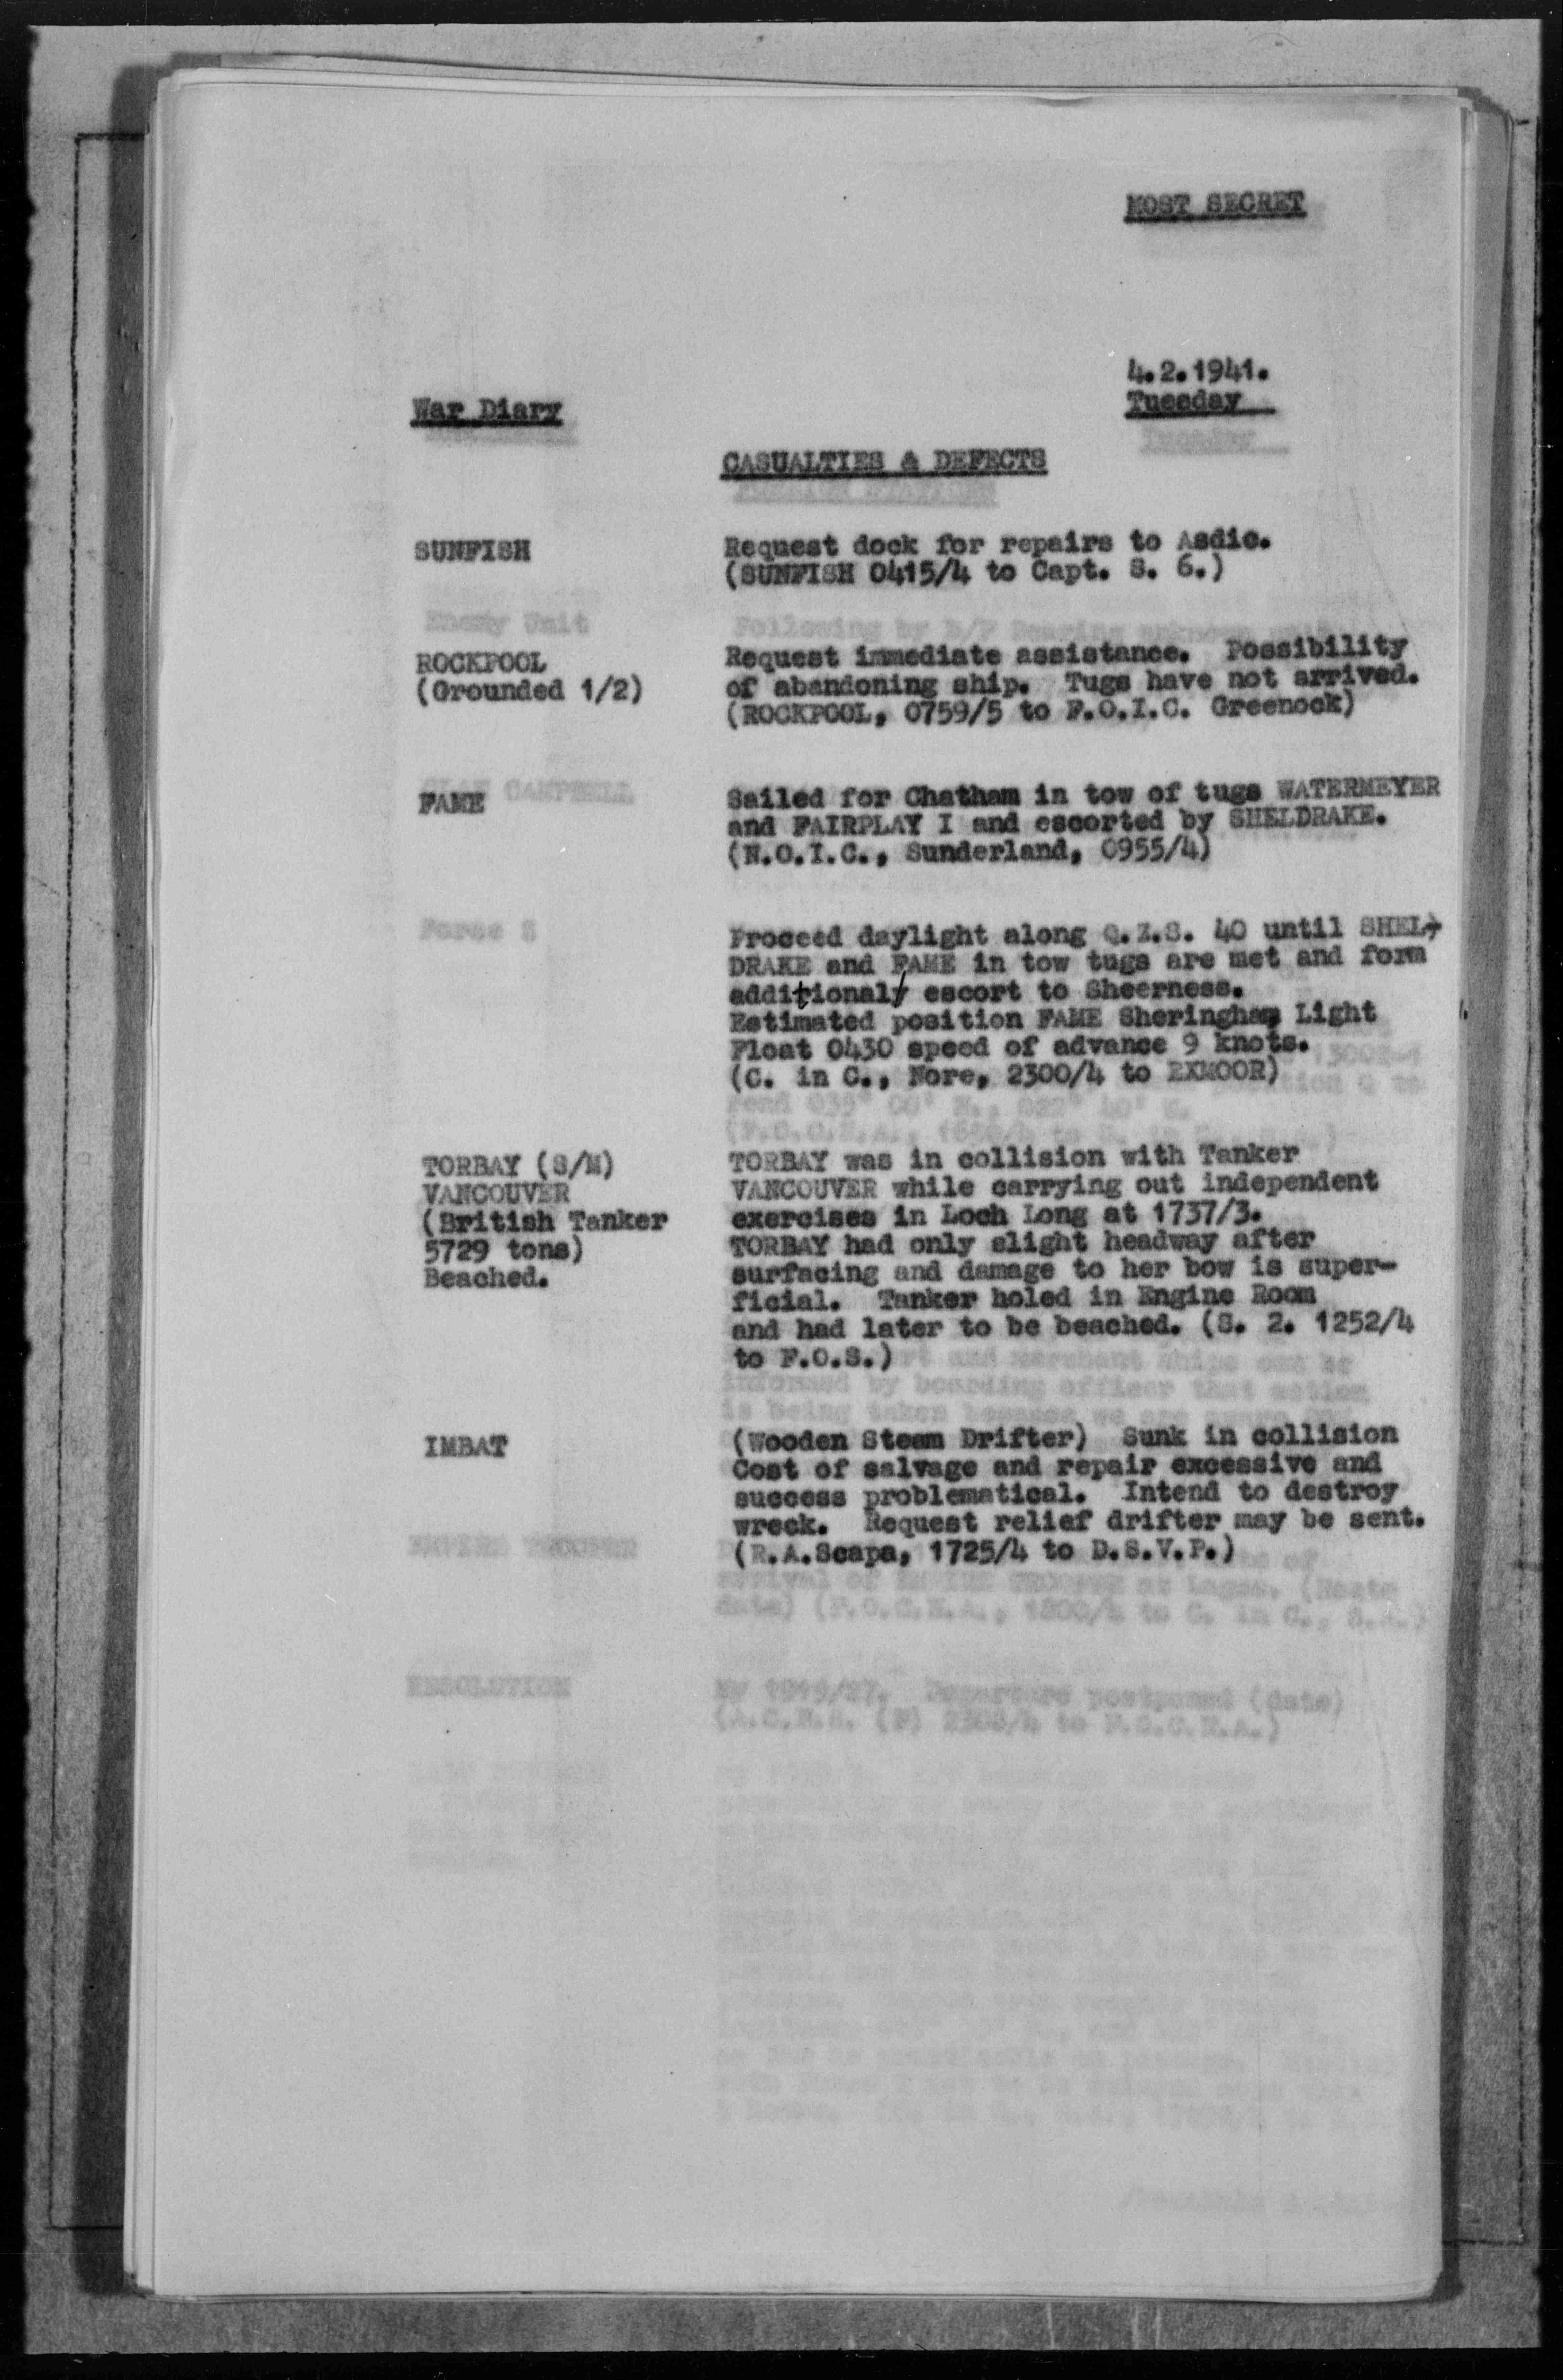 MOST SECRET
4.2.1941.
Tuesday
War Diary
CASUALTIES & DEFECTS
SUNFISH
Request dock for repairs to Asdic.
(SUNFISH 0415/4 to Capt. S. 6.)
ROCKPOOL
(Grounded 1/2)
Request immediate assistance. Possibility
of abandoning ship. Tugs have not arrived.
(ROCKPOOL, 0759/5 to F.O.I.C. Greenock)
FAME
Sailed for Chatham in tow of tugs WATERMEYER
and FAIRPLAY I and escorted by SHELDRAKE.
(N.O.I.C., Sunderland, 0955/4)
Proceed daylight along Q.Z.S. 40 until SHEL-
DRAKE and FAME in tow tugs are met and form
additional escort to Sheerness.
Estimated position FAME Sheringham Light
Float 0430 speed of advance 9 knots.
(C. in C., Nore, 2300/4 to EXMOOR)
TORBAY (S/M)
VANCOUVER
(British Tanker
5729 tons)
Beached.
TORBAY was in collision with Tanker
VANCOUVER while carrying out independent
exercises in Loch Long at 1737/3.
TORBAY had only slight headway after
surfacing and damage to her bow is super-
ficial. Tanker holed in Engine Room
and had later to be beached. (S. 2. 1252/4
to F.O.S.)
IMBAT
(Wooden Steam Drifter) Sunk in collision
Cost of salvage and repair excessive and
success problematical. Intend to destroy
wreck. Request relief drifter may be sent.
(R.A.Scapa, 1725/4 to D.S.V.P.)